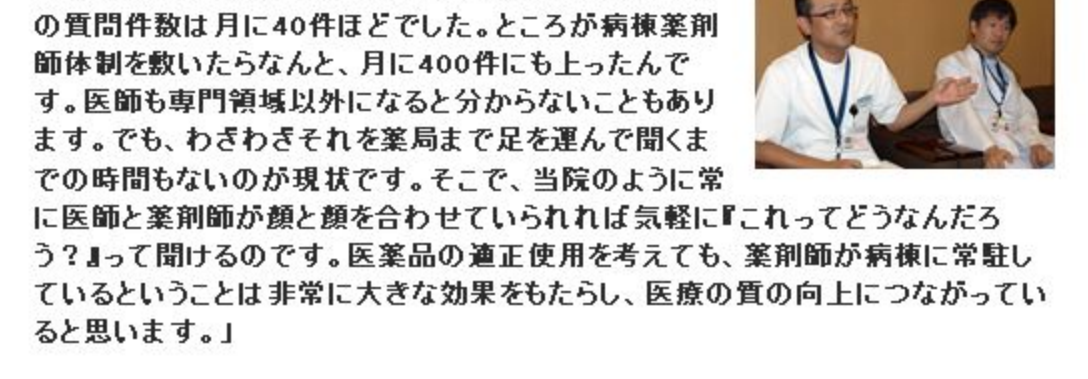 の質問件数は月に40件ほどでした。ところが病棟薬剤
師体制を敷いたらなんと、月に400件にも上ったんで
す。医師も専門領域以外になると分からないこともあり
ます。でも、わざわざそれを薬局まで足を運んで聞くま
での時間もないのが現状です。そこで、当院のように常
に医師と薬剤師が顔と顔を合わせていられれば気軽に『これってどうなんだろ
う？』って聞けるのです。医薬品の適正使用を考えても、薬剤師が病棟に常駐し
ているということは非常に大きな効果をもたらし、医療の質の向上につながってい
ると思います。」